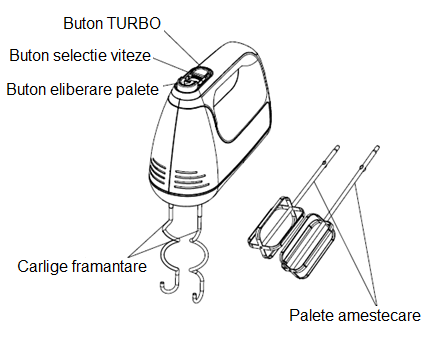 Buton TURBO
Buton selectie viteze
Buton eliberare palete
Carlige framantare
Palete amestecare